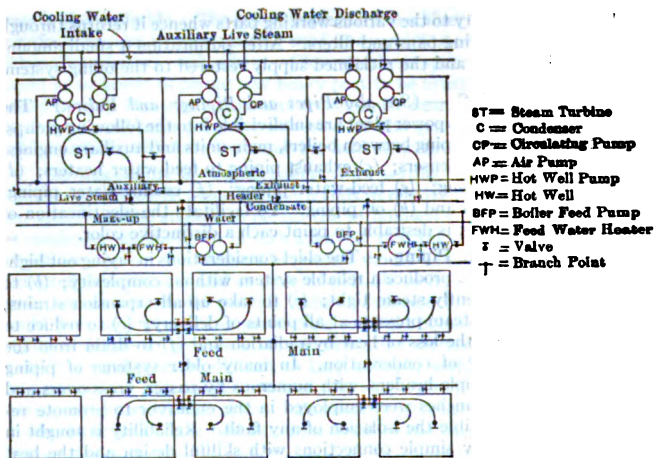 Cooling Water Intake
Cooling Water Discharge
Auxiliary Live Steam
AP
C
CP
HWP
ST
AP
C
CP
HWP
ST
AP
C
CP
HWP
ST
Auxiliary
Atmospheric
Exhaust
Exhaust
Live Steam
Header
Condensate
Make-up
Water
HW
FWH
BFP
BFP
FWH
HW
Feed
Main
Feed
Main
ST = Steam Turbine
C = Condenser
CP = Circulating Pump
AP = Air Pump
HWP = Hot Well Pump
HW = Hot Well
BFP = Boiler Feed Pump
FWH = Feed Water Heater
= Valve
= Branch Point